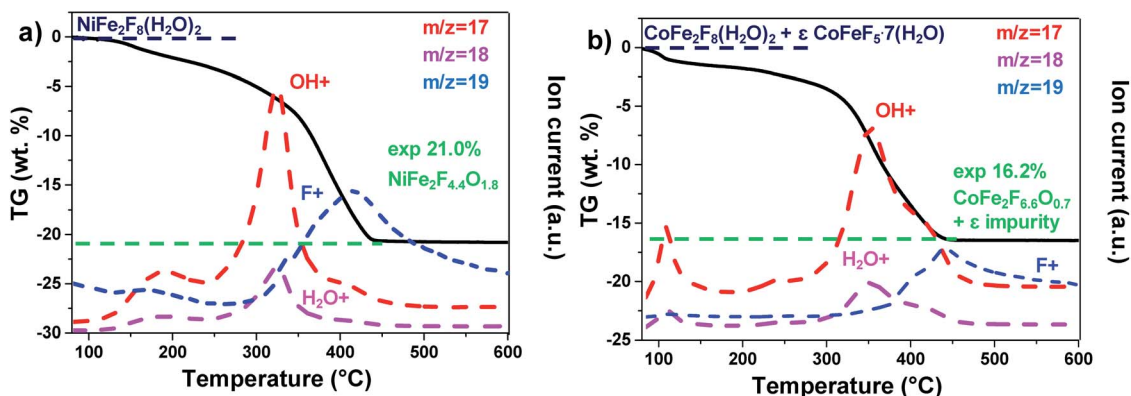 a)
NiFe2F8(H2O)2
m/z=17
m/z=18
m/z=19
OH+
exp 21.0%
NiFe2F4.4O1.8
F+
H2O+
0
-5
-10
-15
-20
-25
-30
TG (wt. %)
Ion current (a.u.)
100 200 300 400 500 600
Temperature (°C)
b)
CoFe2F8(H2O)2 + ε CoFeF5·7(H2O)
m/z=17
m/z=18
m/z=19
OH+
exp 16.2%
CoFe2F6.6O0.7
+ ε impurity
H2O+
F+
0
-5
-10
-15
-20
-25
TG (wt. %)
Ion current (a.u.)
100 200 300 400 500 600
Temperature (°C)